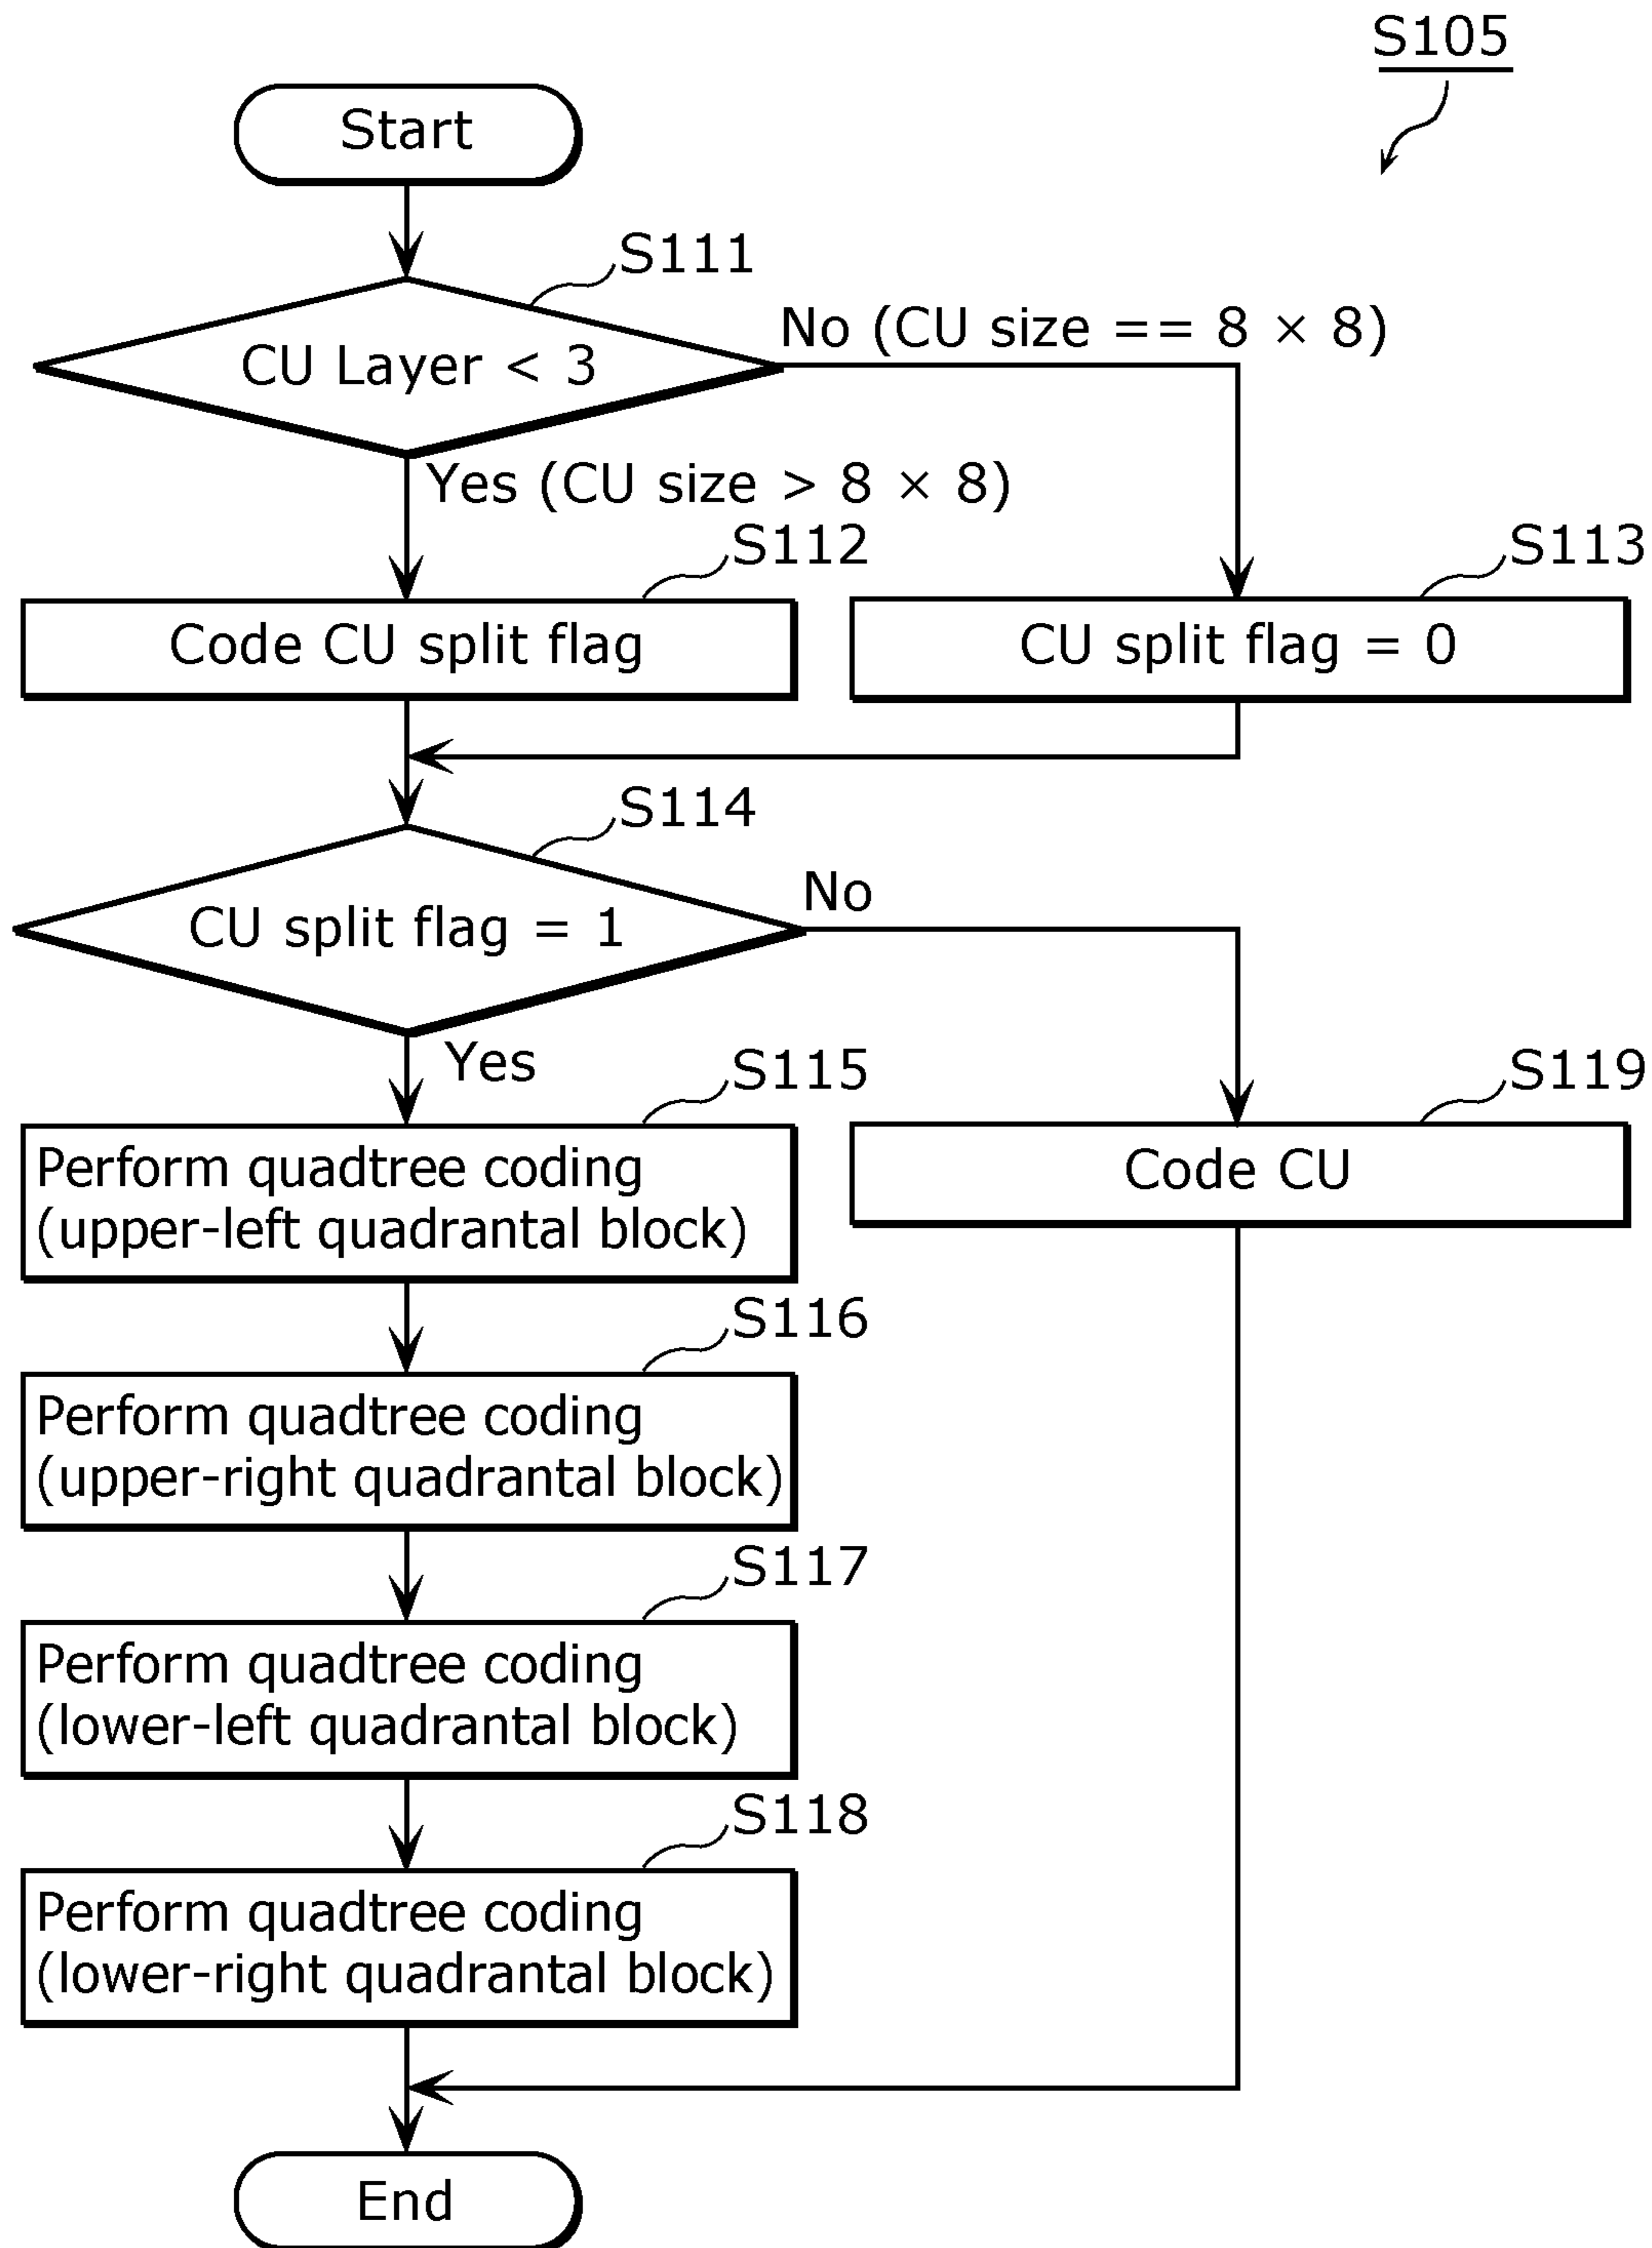 S105
Start
S111
CU Layer < 3
No (CU size == 8 × 8)
Yes (CU size > 8 × 8)
S112
S113
Code CU split flag
CU split flag = 0
S114
CU split flag = 1
No
Yes
S115
S119
Perform quadtree coding
(upper-left quadrantal block)
Code CU
S116
Perform quadtree coding
(upper-right quadrantal block)
S117
Perform quadtree coding
(lower-left quadrantal block)
S118
Perform quadtree coding
(lower-right quadrantal block)
End